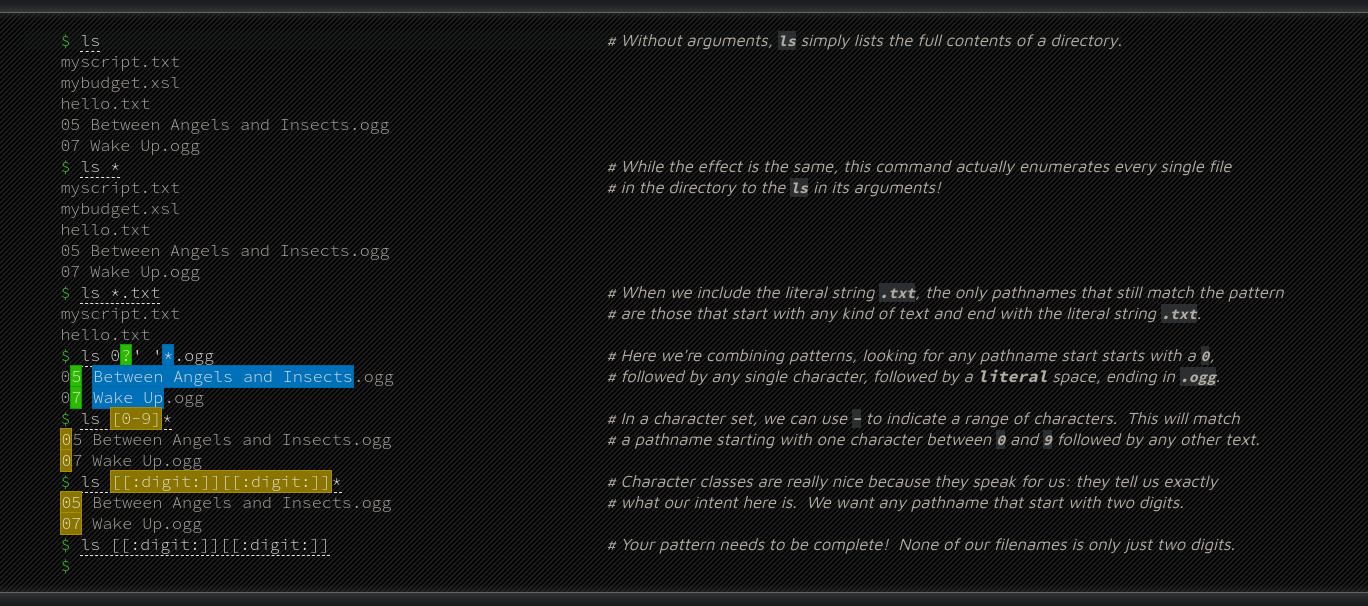 $ ls # Without arguments, ls simply lists the full contents of a directory.
myscript.txt
mybudget.xsl
hello.txt
05 Between Angels and Insects.ogg
07 Wake Up.ogg
$ ls * # While the effect is the same, this command actually enumerates every single file
myscript.txt # in the directory to the ls in its arguments!
mybudget.xsl
hello.txt
05 Between Angels and Insects.ogg
07 Wake Up.ogg
$ ls *.txt # When we include the literal string .txt, the only pathnames that still match the pattern
myscript.txt # are those that start with any kind of text and end with the literal string .txt.
hello.txt
$ ls 0?' '*.ogg # Here we're combining patterns, looking for any pathname start starts with a 0,
05 Between Angels and Insects.ogg # followed by any single character, followed by a literal space, ending in .ogg.
07 Wake Up.ogg
$ ls [0-9]* # In a character set, we can use - to indicate a range of characters. This will match
05 Between Angels and Insects.ogg # a pathname starting with one character between 0 and 9 followed by any other text.
07 Wake Up.ogg
$ ls [[:digit:]][[:digit:]]* # Character classes are really nice because they speak for us: they tell us exactly
05 Between Angels and Insects.ogg # what our intent here is. We want any pathname that start with two digits.
07 Wake Up.ogg
$ ls [[:digit:]][[:digit:]] # Your pattern needs to be complete! None of our filenames is only just two digits.
$